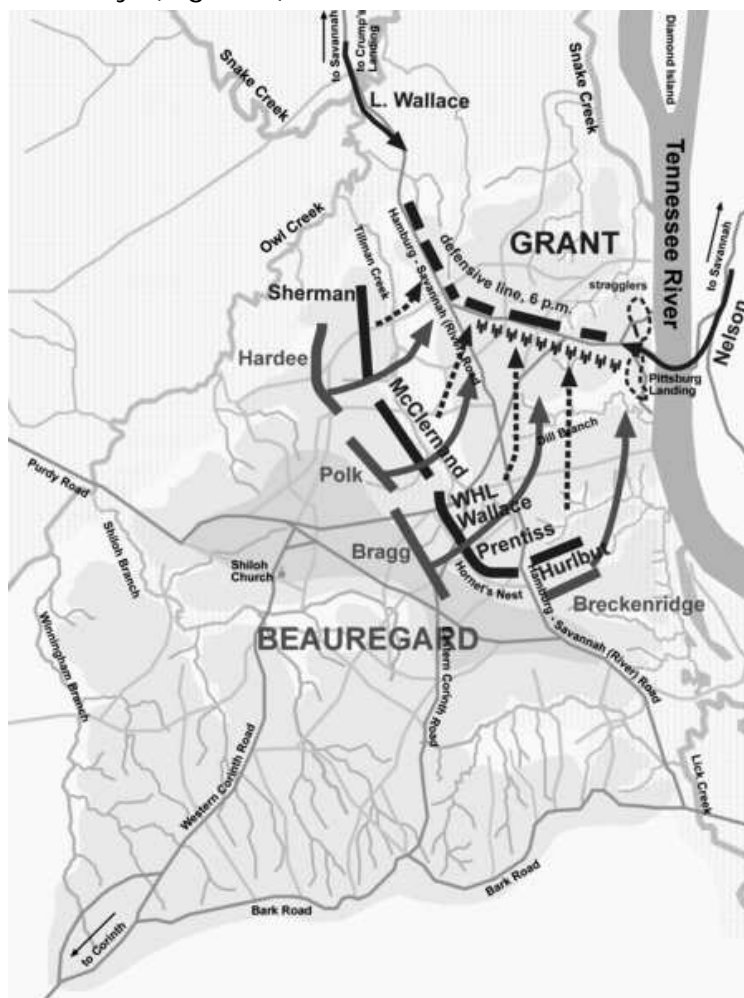 to Savannah
to Crump's
Landing
Snake Creek
L. Wallace
Snake Creek
Diamond Island
Tennessee River
Owl Creek
Tillman Creek
Hamburg - Savannah (River) Road
defensive line, 6 p.m.
GRANT
stragglers
to Savannah
Nelson
Sherman
Hardee
McClernand
Pittsburg
Landing
Dill Branch
Polk
Purdy Road
WHL
Wallace
Prentiss
Bragg
Hurlbut
Hornet's Nest
Shiloh
Church
Shiloh Branch
Breckenridge
BEAUREGARD
Hamburg - Savannah (River) Road
Winningham Branch
Eastern Corinth Road
Western Corinth Road
Lick Creek
Bark Road
Bark Road
to Corinth